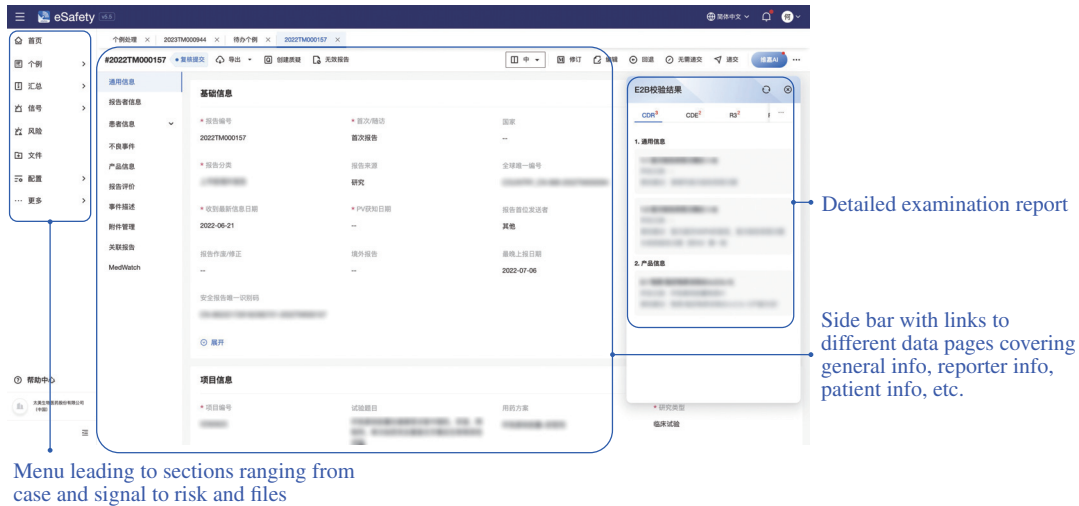 eSafety
简体中文
首页
个例
汇总
信号
风险
文件
配置
更多
帮助中心
个例处理 × 2023TM000944 × 待办个例 × 2022TM000157 ×
#2022TM000157 复核递交 导出 创建质疑 无效报告 中 修订 编辑 回退 无需递交 递交
通用信息
报告者信息
患者信息
不良事件
产品信息
报告评价
事件描述
附件管理
关联报告
MedWatch
基础信息
* 报告编号 * 首次/随访 国家
2022TM000157 首次报告 --
* 报告分类 报告来源 全球唯一编号
研究
* 收到最新信息日期 * PV获知日期 报告首位发送者
2022-06-21 -- 其他
报告作废/修正 境外报告 最晚上报日期
-- -- 2022-07-06
安全报告唯一识别码
展开
项目信息
* 项目编号 试验题目 用药方案 * 研究类型
临床试验
E2B校验结果
CDR CDE R3
1. 通用信息
2. 产品信息
Detailed examination report
Side bar with links to
different data pages covering
general info, reporter info,
patient info, etc.
Menu leading to sections ranging from
case and signal to risk and files